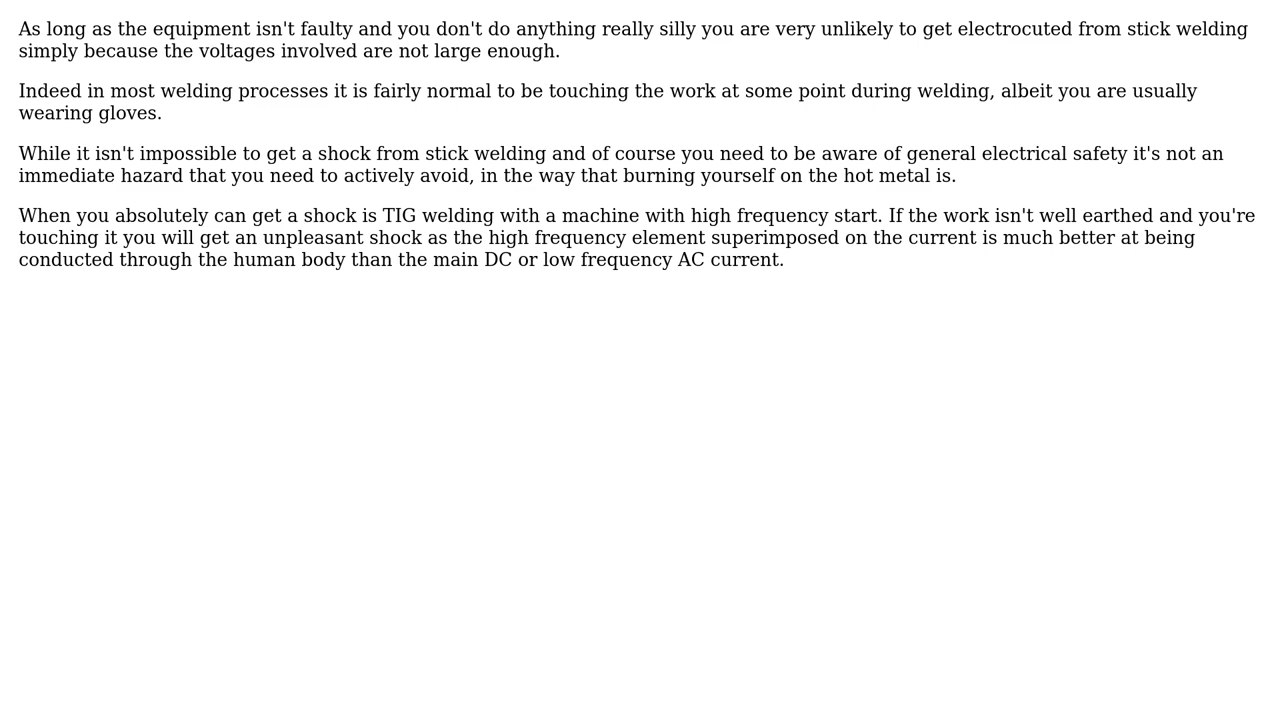 As long as the equipment isn't faulty and you don't do anything really silly you are very unlikely to get electrocuted from stick welding
simply because the voltages involved are not large enough.
Indeed in most welding processes it is fairly normal to be touching the work at some point during welding, albeit you are usually
wearing gloves.
While it isn't impossible to get a shock from stick welding and of course you need to be aware of general electrical safety it's not an
immediate hazard that you need to actively avoid, in the way that burning yourself on the hot metal is.
When you absolutely can get a shock is TIG welding with a machine with high frequency start. If the work isn't well earthed and you're
touching it you will get an unpleasant shock as the high frequency element superimposed on the current is much better at being
conducted through the human body than the main DC or low frequency AC current.